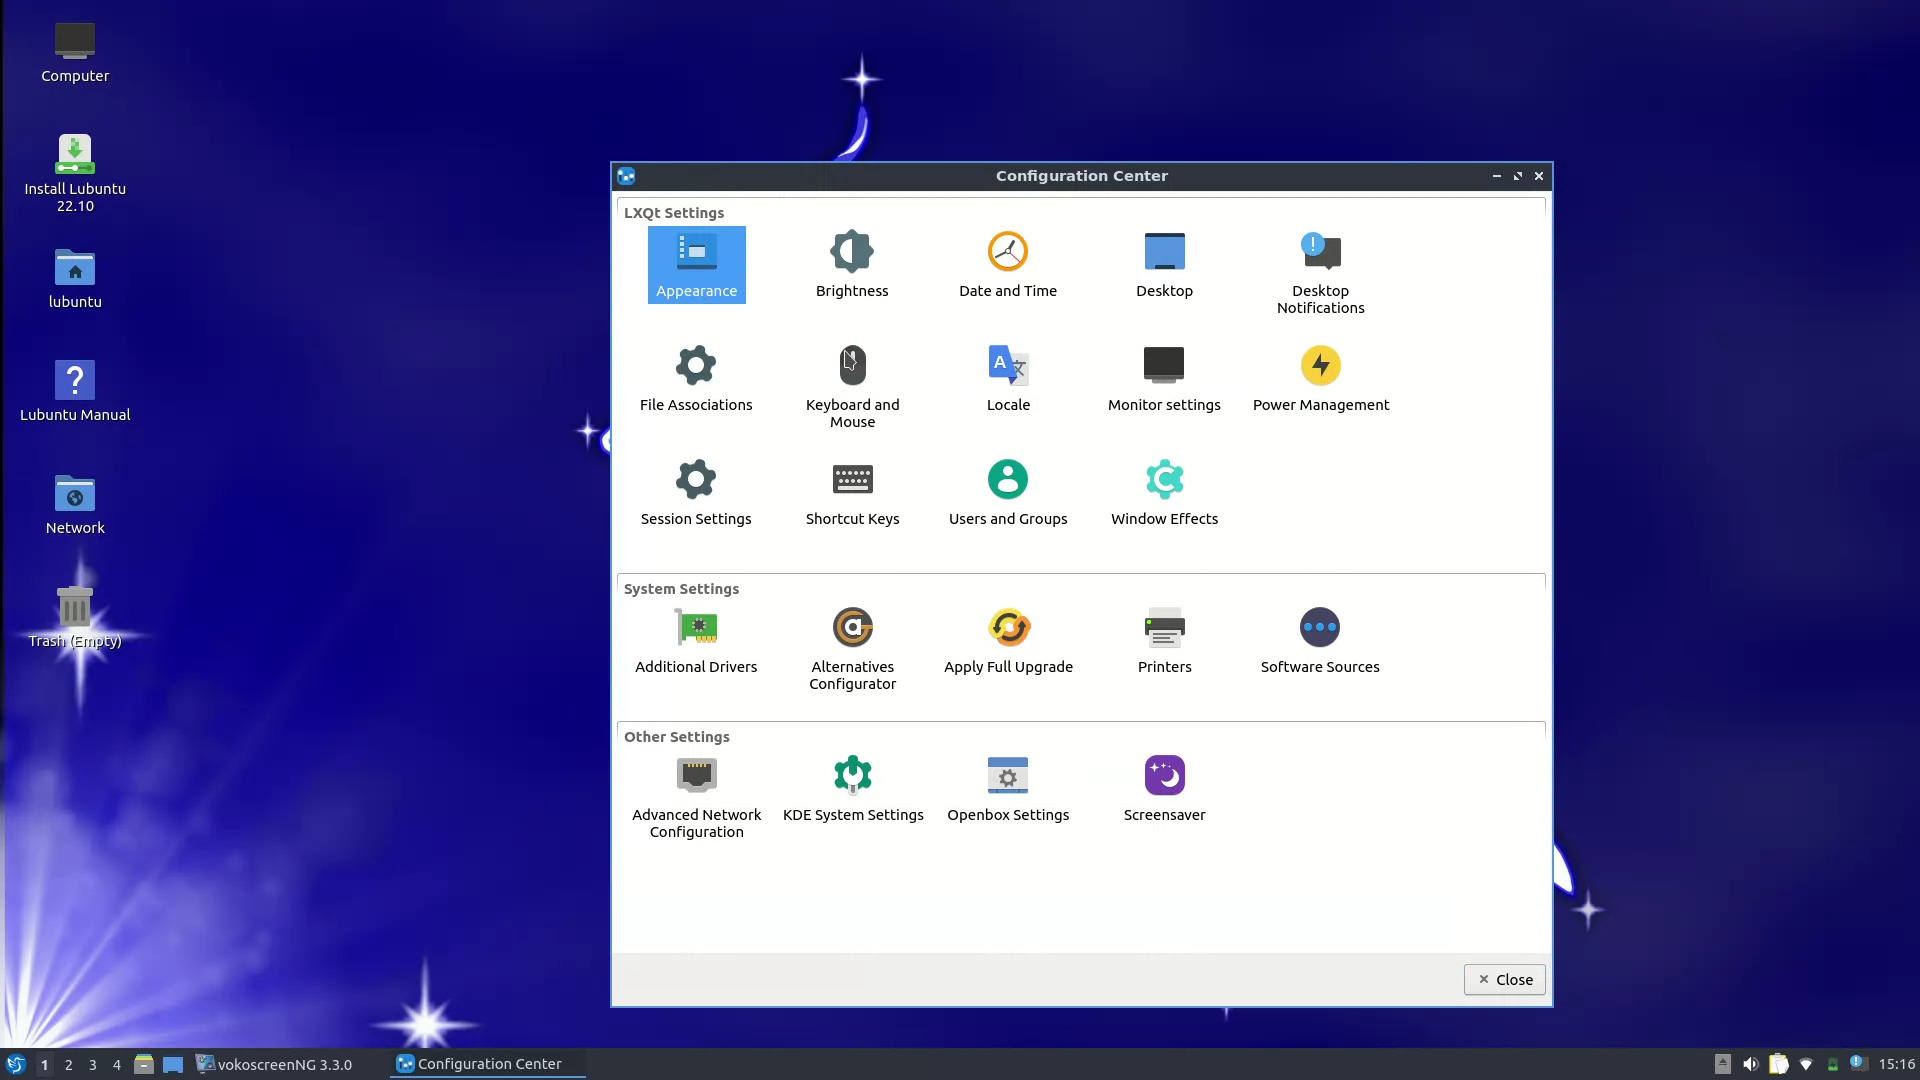 Computer
Install Lubuntu
22.10
lubuntu
Lubuntu Manual
Network
Trash (Empty)
Configuration Center
LXQt Settings
Appearance
Brightness
Date and Time
Desktop
Desktop
Notifications
File Associations
Keyboard and
Mouse
Locale
Monitor settings
Power Management
Session Settings
Shortcut Keys
Users and Groups
Window Effects
System Settings
Additional Drivers
Alternatives
Configurator
Apply Full Upgrade
Printers
Software Sources
Other Settings
Advanced Network
Configuration
KDE System Settings
Openbox Settings
Screensaver
Close
1 2 3 4
vokoscreenNG 3.3.0
Configuration Center
15:16